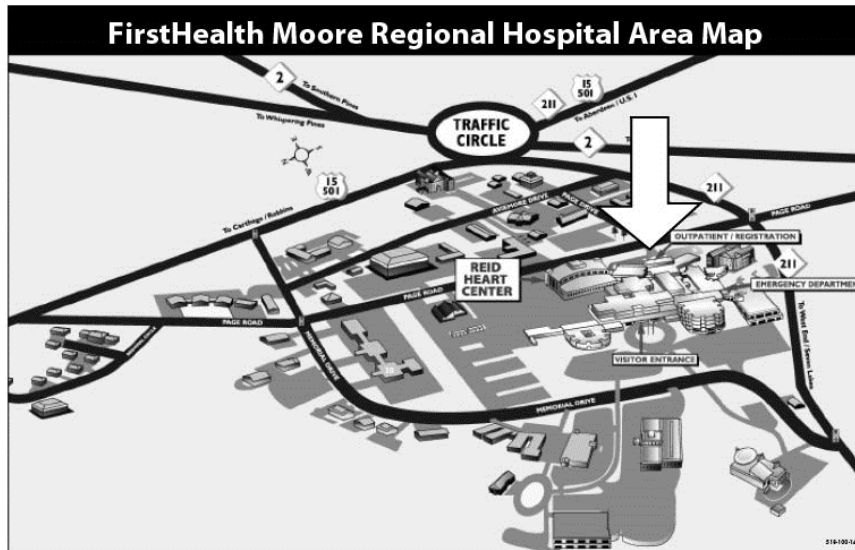 FirstHealth Moore Regional Hospital Area Map
2
To Southern Pines
To Whispering Pines
TRAFFIC
CIRCLE
211
15
501
To Aberdeen / U.S. 1
2
15
501
To Carthage / Robbins
AVIEMORE DRIVE
PAGE DRIVE
211
PAGE ROAD
OUTPATIENT / REGISTRATION
211
REID
HEART
CENTER
EMERGENCY DEPARTMENT
PAGE ROAD
PAGE ROAD
To West End / Seven Lakes
MEMORIAL DRIVE
VISITOR ENTRANCE
MEMORIAL DRIVE